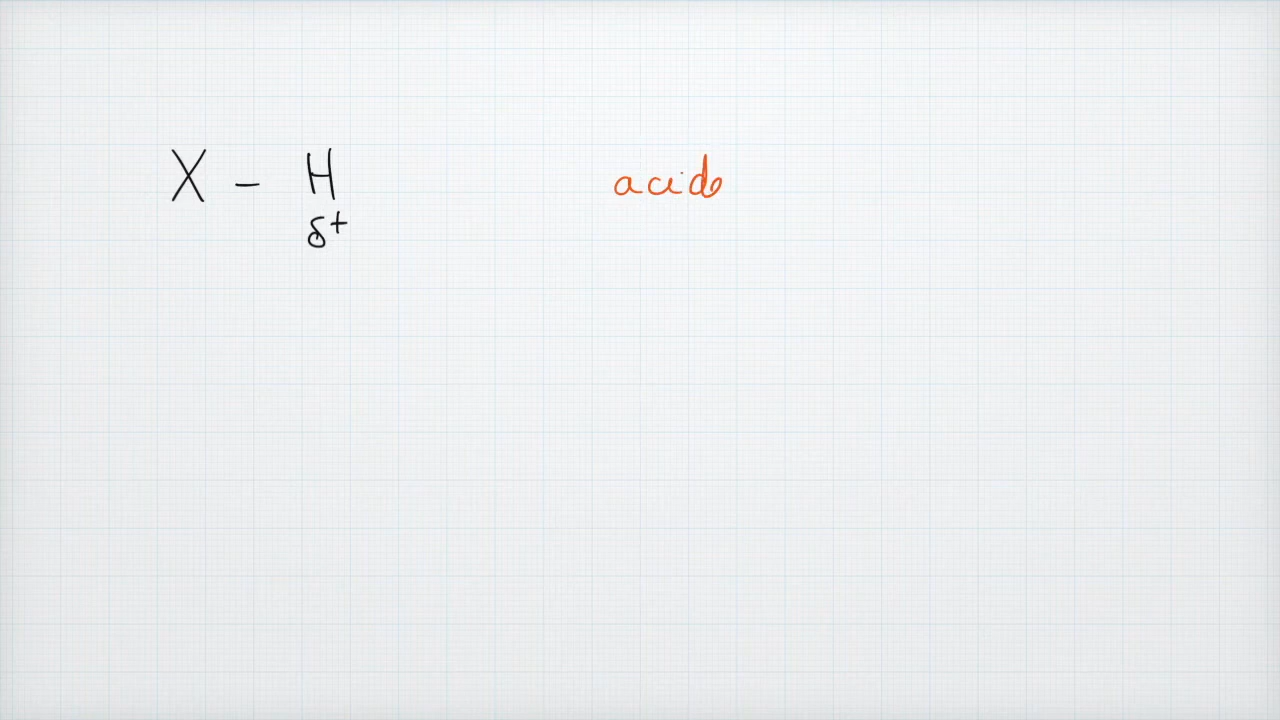 X – H acido
δ+